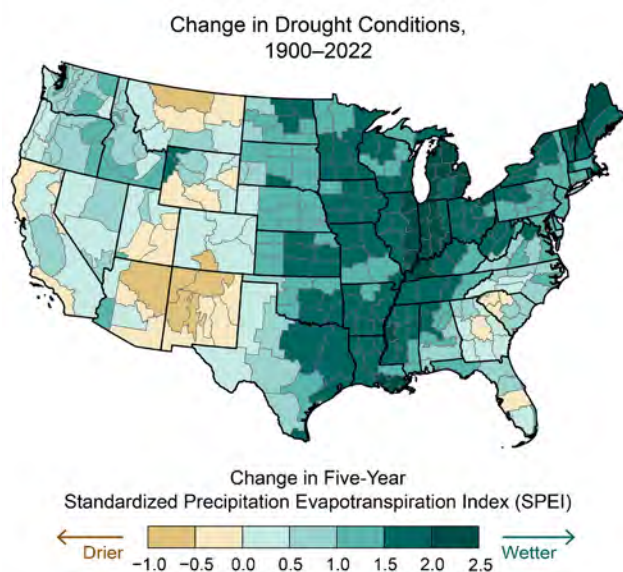 Change in Drought Conditions,
1900–2022
Change in Five-Year
Standardized Precipitation Evapotranspiration Index (SPEI)
Drier
Wetter
−1.0 −0.5 0.0 0.5 1.0 1.5 2.0 2.5